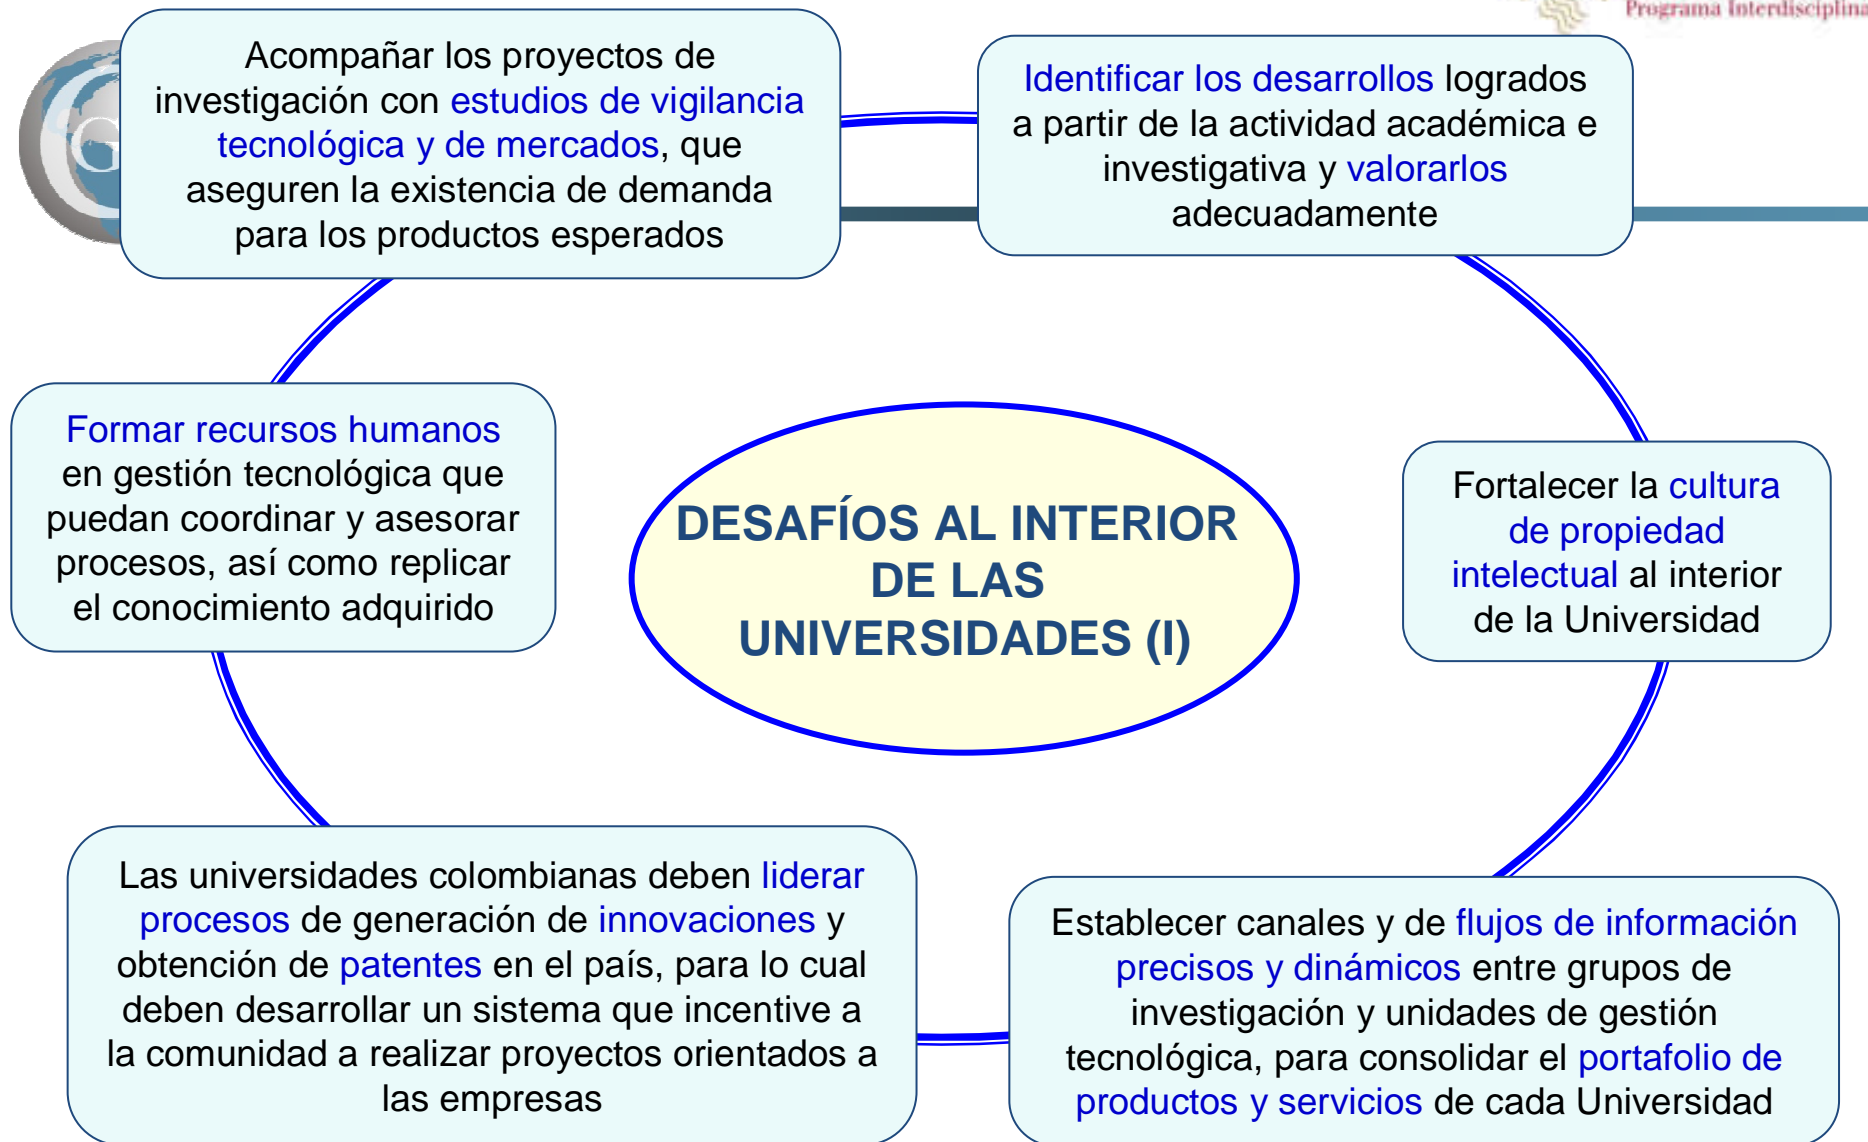 Programa Interdisciplina
Acompañar los proyectos de
investigación con estudios de vigilancia
tecnológica y de mercados, que
aseguren la existencia de demanda
para los productos esperados
Identificar los desarrollos logrados
a partir de la actividad académica e
investigativa y valorarlos
adecuadamente
Formar recursos humanos
en gestión tecnológica que
puedan coordinar y asesorar
procesos, así como replicar
el conocimiento adquirido
DESAFÍOS AL INTERIOR
DE LAS
UNIVERSIDADES (I)
Fortalecer la cultura
de propiedad
intelectual al interior
de la Universidad
Las universidades colombianas deben liderar
procesos de generación de innovaciones y
obtención de patentes en el país, para lo cual
deben desarrollar un sistema que incentive a
la comunidad a realizar proyectos orientados a
las empresas
Establecer canales y de flujos de información
precisos y dinámicos entre grupos de
investigación y unidades de gestión
tecnológica, para consolidar el portafolio de
productos y servicios de cada Universidad